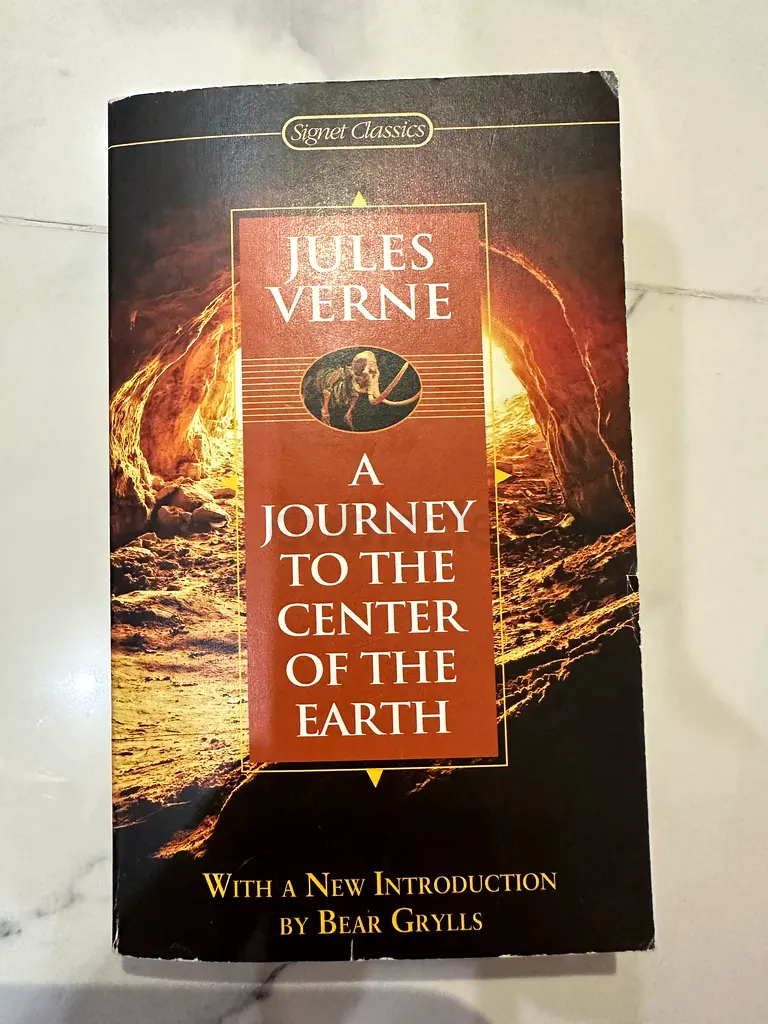 Signet Classics
JULES
VERNE
A
JOURNEY
TO THE
CENTER
OF THE
EARTH
WITH A NEW INTRODUCTION
BY BEAR GRYLLS